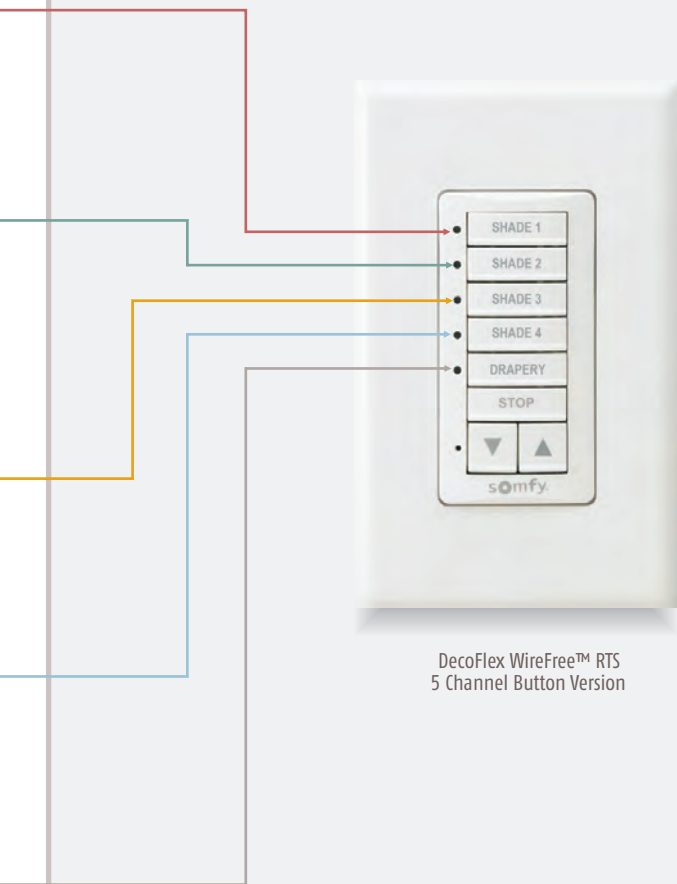 SHADE 1
SHADE 2
SHADE 3
SHADE 4
DRAPERY
STOP
somfy.
DecoFlex WireFree™ RTS
5 Channel Button Version